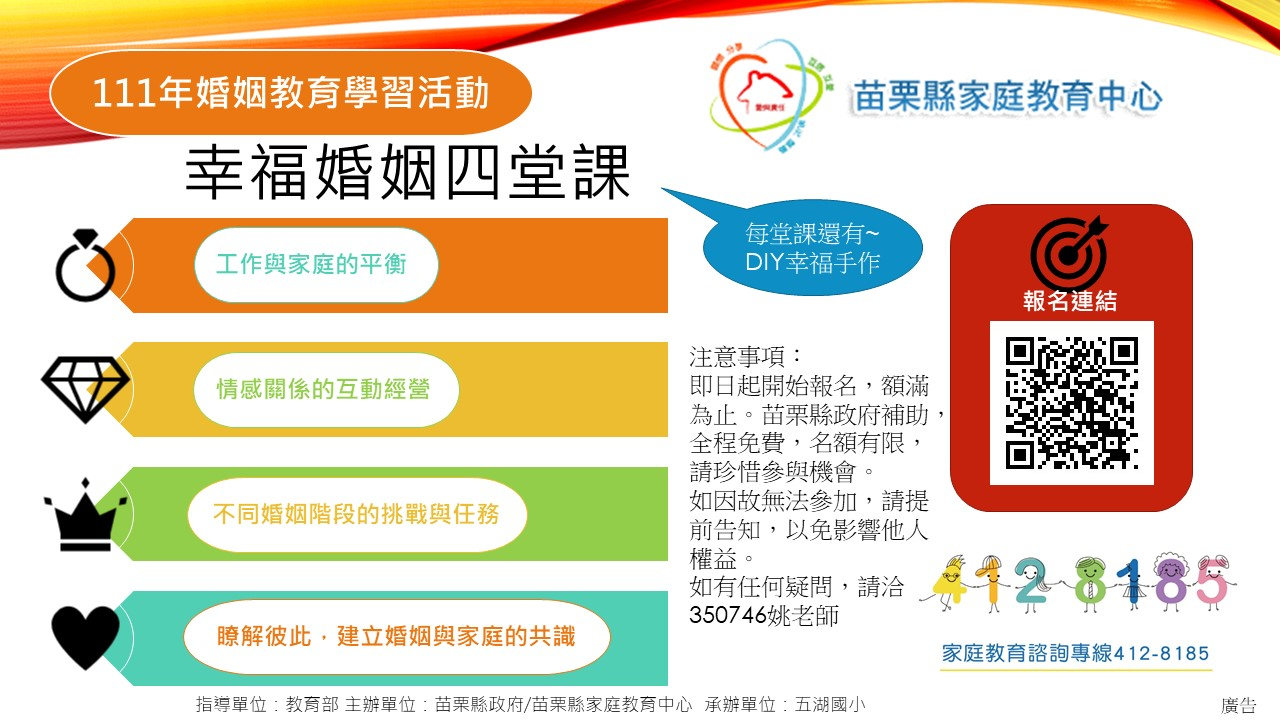 111年婚姻教育學習活動
幸福婚姻四堂課
苗栗縣家庭教育中心
愛與責任
工作與家庭的平衡
情感關係的互動經營
不同婚姻階段的挑戰與任務
瞭解彼此，建立婚姻與家庭的共識
每堂課還有~
DIY幸福手作
注意事項：
即日起開始報名，額滿
為止。苗栗縣政府補助，
全程免費，名額有限，
請珍惜參與機會。
如因故無法參加，請提
前告知，以免影響他人
權益。
如有任何疑問，請洽
350746姚老師
報名連結
412-8185
家庭教育諮詢專線412-8185
指導單位：教育部 主辦單位：苗栗縣政府/苗栗縣家庭教育中心 承辦單位：五湖國小
廣告